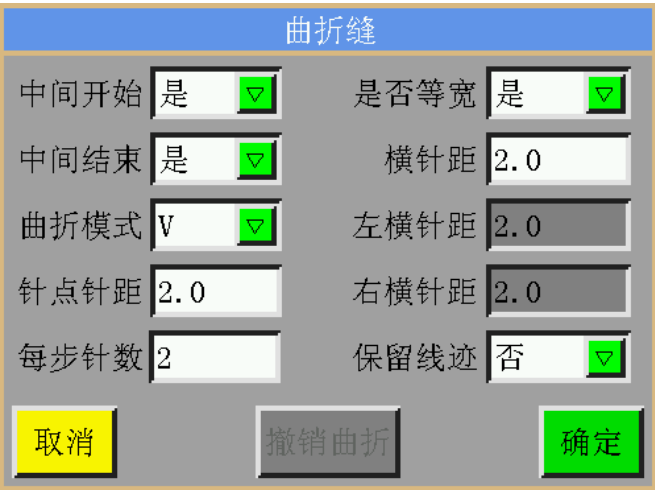 曲折缝
中间开始 是 是否等宽 是
中间结束 是 横针距 2.0
曲折模式 V 左横针距 2.0
针点针距 2.0 右横针距 2.0
每步针数 2 保留线迹 否
取消 撤销曲折 确定